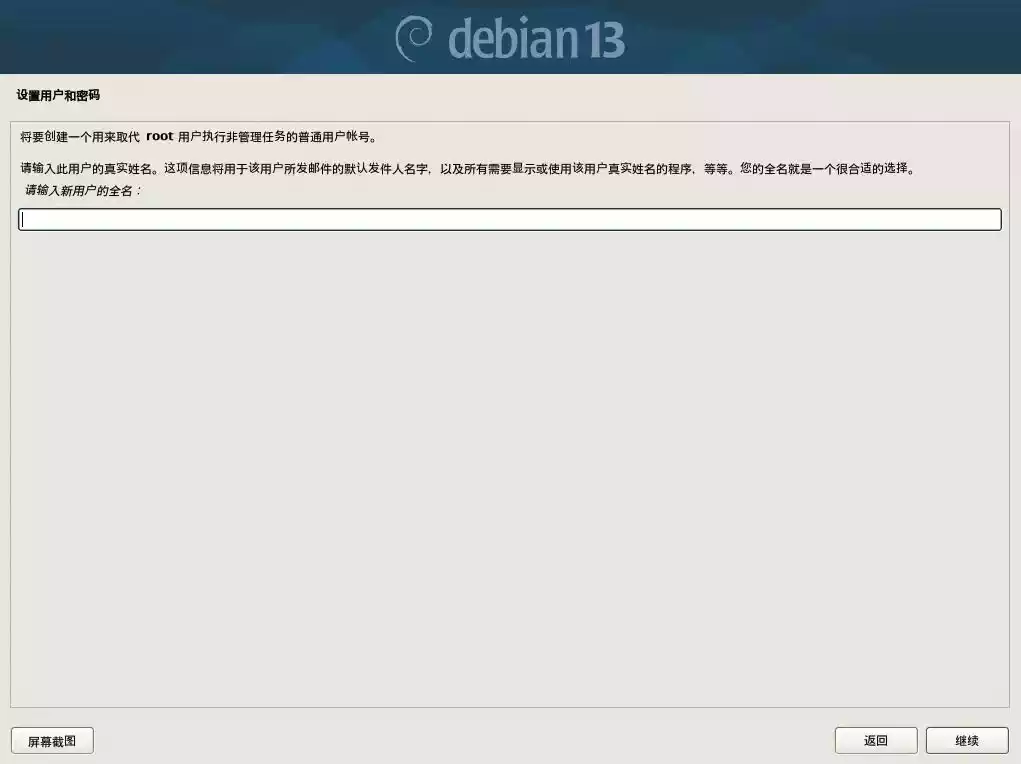 debian 13
设置用户和密码
将要创建一个用来取代 root 用户执行非管理任务的普通用户帐号。
请输入此用户的真实姓名。这项信息将用于该用户所发邮件的默认发件人名字，以及所有需要显示或使用该用户真实姓名的程序，等等。您的全名就是一个很合适的选择。
请输入新用户的全名：
屏幕截图
返回
继续